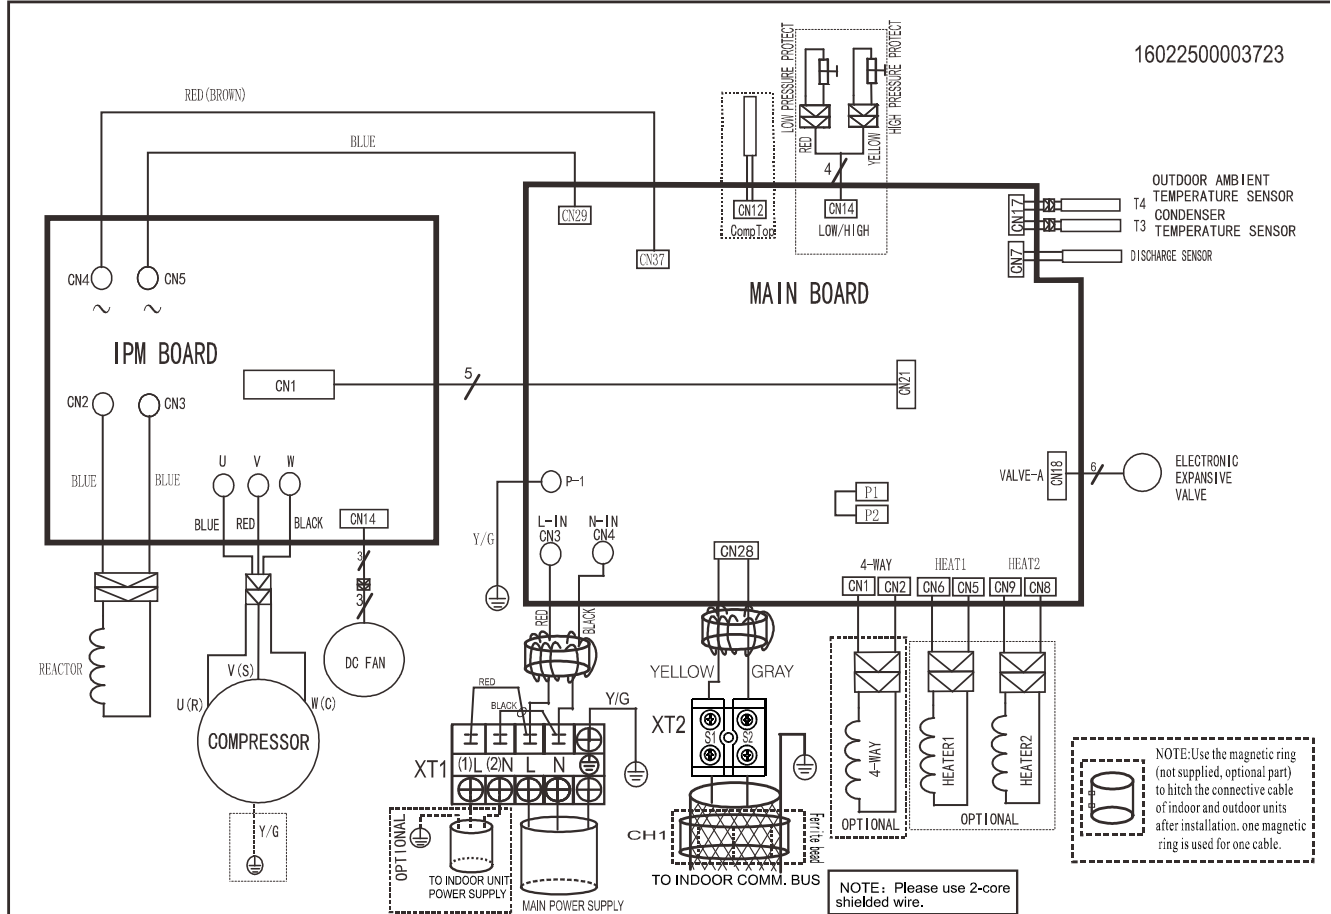 16022500003723
RED(BROWN)
BLUE
LOW PRESSURE PROTECT
HIGH PRESSURE PROTECT
RED
YELLOW
4
CN29
CN37
CN12
CompTop
CN14
LOW/HIGH
CN17
CN7
T4
OUTDOOR AMBIENT
TEMPERATURE SENSOR
T3
CONDENSER
TEMPERATURE SENSOR
DISCHARGE SENSOR
CN4
CN5
~
~
IPM BOARD
MAIN BOARD
CN1
5
CN21
CN2
CN3
BLUE
BLUE
U
V
W
BLUE
RED
BLACK
CN14
3
3
DC FAN
REACTOR
V(S)
U(R)
W(C)
COMPRESSOR
Y/G
P-1
Y/G
L-IN
CN3
N-IN
CN4
RED
BLACK
P1
P2
VALVE-A
CN18
6
ELECTRONIC
EXPANSIVE
VALVE
CN28
YELLOW
GRAY
4-WAY
HEAT1
HEAT2
CN1
CN2
CN6
CN5
CN9
CN8
RED
BLACK
Y/G
XT1
(1)L
(2)N
L
N
XT2
S1
S2
OPTIONAL
TO INDOOR UNIT
POWER SUPPLY
MAIN POWER SUPPLY
CH1
Ferrite bead
TO INDOOR COMM. BUS
4-WAY
OPTIONAL
HEATER1
HEATER2
OPTIONAL
NOTE: Please use 2-core
shielded wire.
NOTE:Use the magnetic ring
(not supplied, optional part)
to hitch the connective cable
of indoor and outdoor units
after installation. one magnetic
ring is used for one cable.